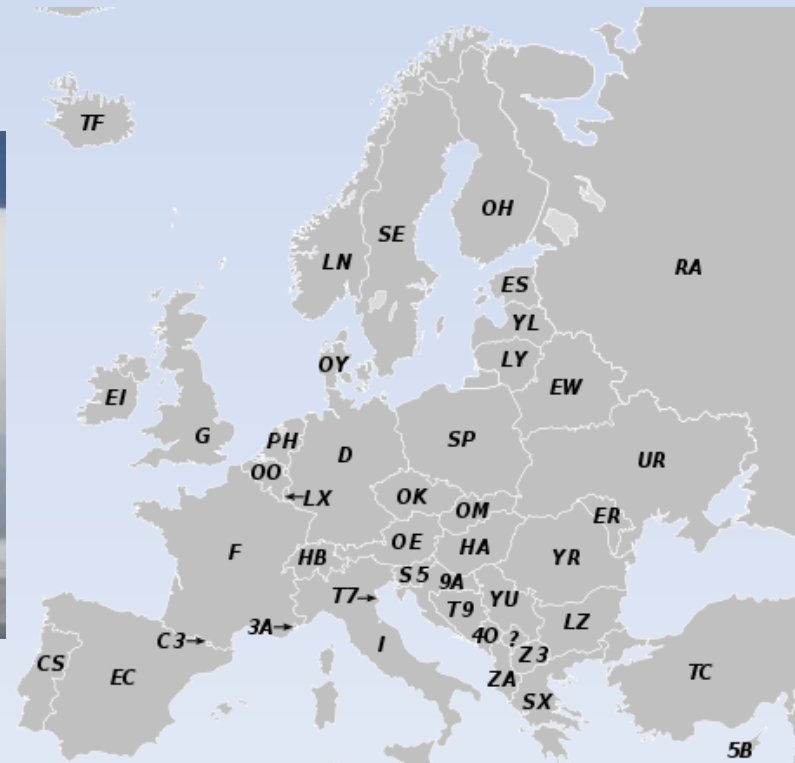 TF
OH
SE
LN
RA
ES
YL
OY
LY
EW
EI
G
PH
D
SP
OO
UR
LX
OK
OM
ER
OE
HA
F
HB
YR
S5
9A
T7
YU
T9
LZ
3A
4O
?
C3
I
Z3
CS
EC
TC
ZA
SX
5B